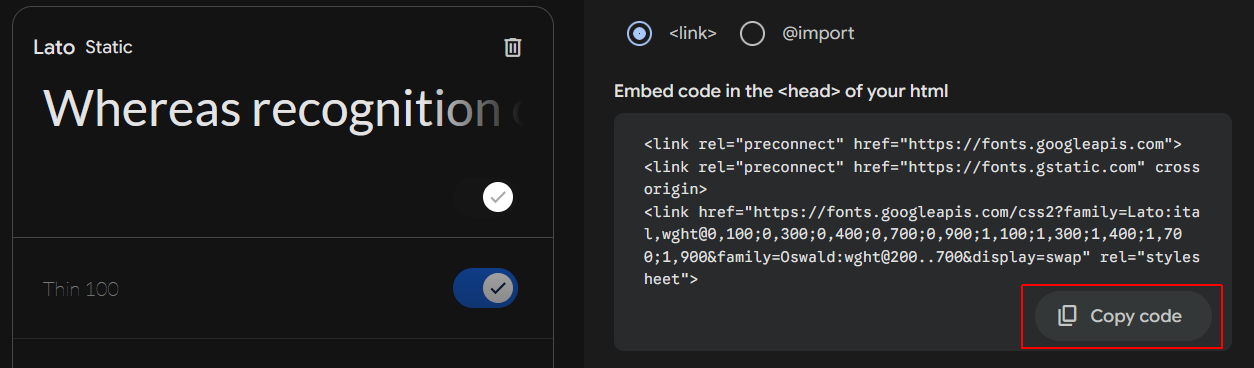 Lato Static
Whereas recognition
Thin 100
<link> @import
Embed code in the <head> of your html
<link rel="preconnect" href="https://fonts.googleapis.com">
<link rel="preconnect" href="https://fonts.gstatic.com" cross
origin>
<link href="https://fonts.googleapis.com/css2?family=Lato:ita
l,wght@0,100;0,300;0,400;0,700;0,900;1,100;1,300;1,400;1,70
0;1,900&family=Oswald:wght@200..700&display=swap" rel="styles
heet">
Copy code